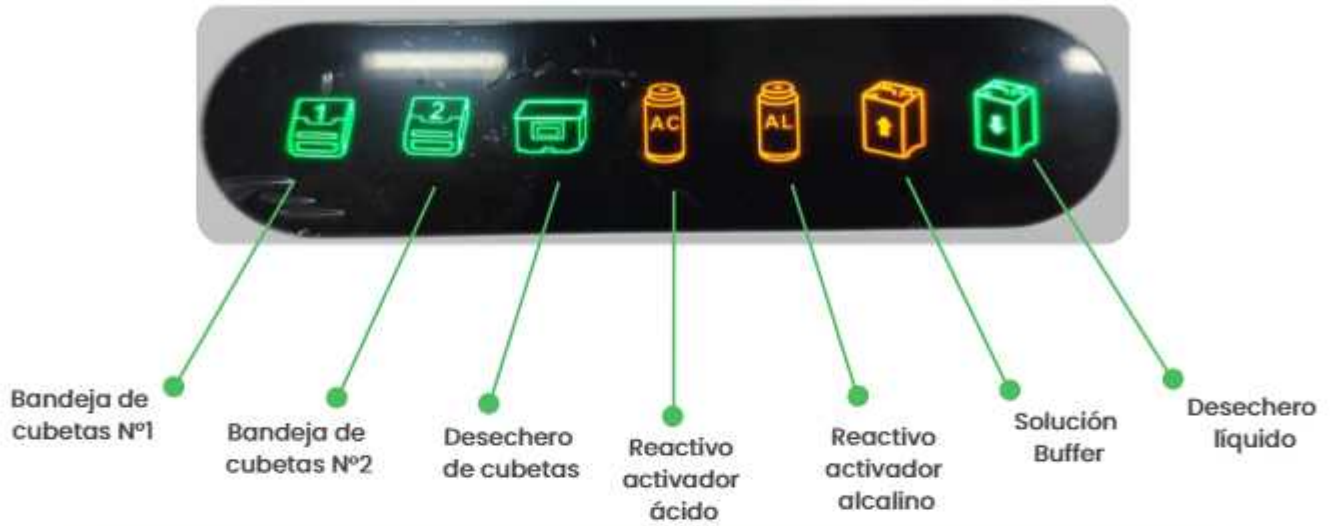 1
2
AC
AL
Bandeja de
cubetas Nº1
Bandeja de
cubetas Nº2
Desechero
de cubetas
Reactivo
activador
ácido
Reactivo
activador
alcalino
Solución
Buffer
Desechero
líquido